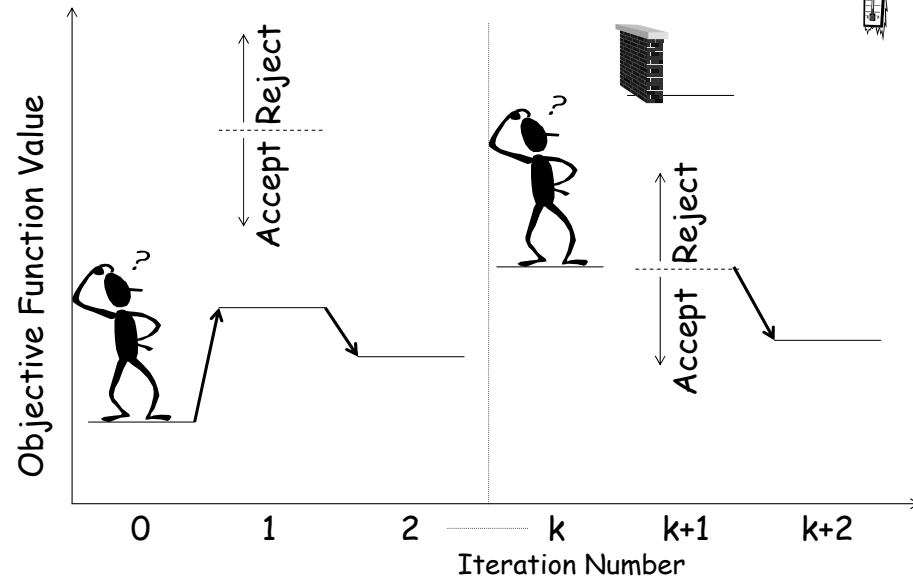 Objective Function Value
Accept Reject
?
?
Accept Reject
0 1 2 k k+1 k+2
Iteration Number